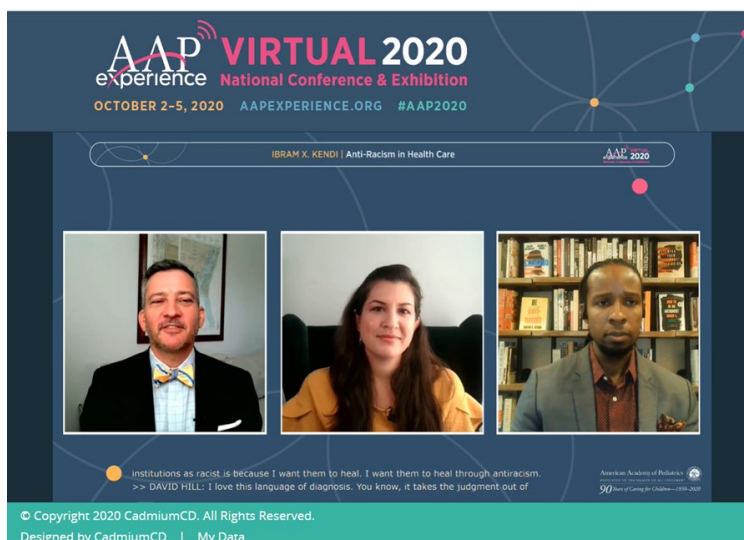 AAP VIRTUAL 2020
experience National Conference & Exhibition
OCTOBER 2–5, 2020 AAPEXPERIENCE.ORG #AAP2020
IBRAM X. KENDI | Anti-Racism in Health Care
AAP VIRTUAL
experience 2020
institutions as racist is because I want them to heal. I want them to heal through antiracism.
>> DAVID HILL: I love this language of diagnosis. You know, it takes the judgment out of
American Academy of Pediatrics
90 Years of Caring for Children—1930–2020
© Copyright 2020 CadmiumCD. All Rights Reserved.
Designed by CadmiumCD | My Data